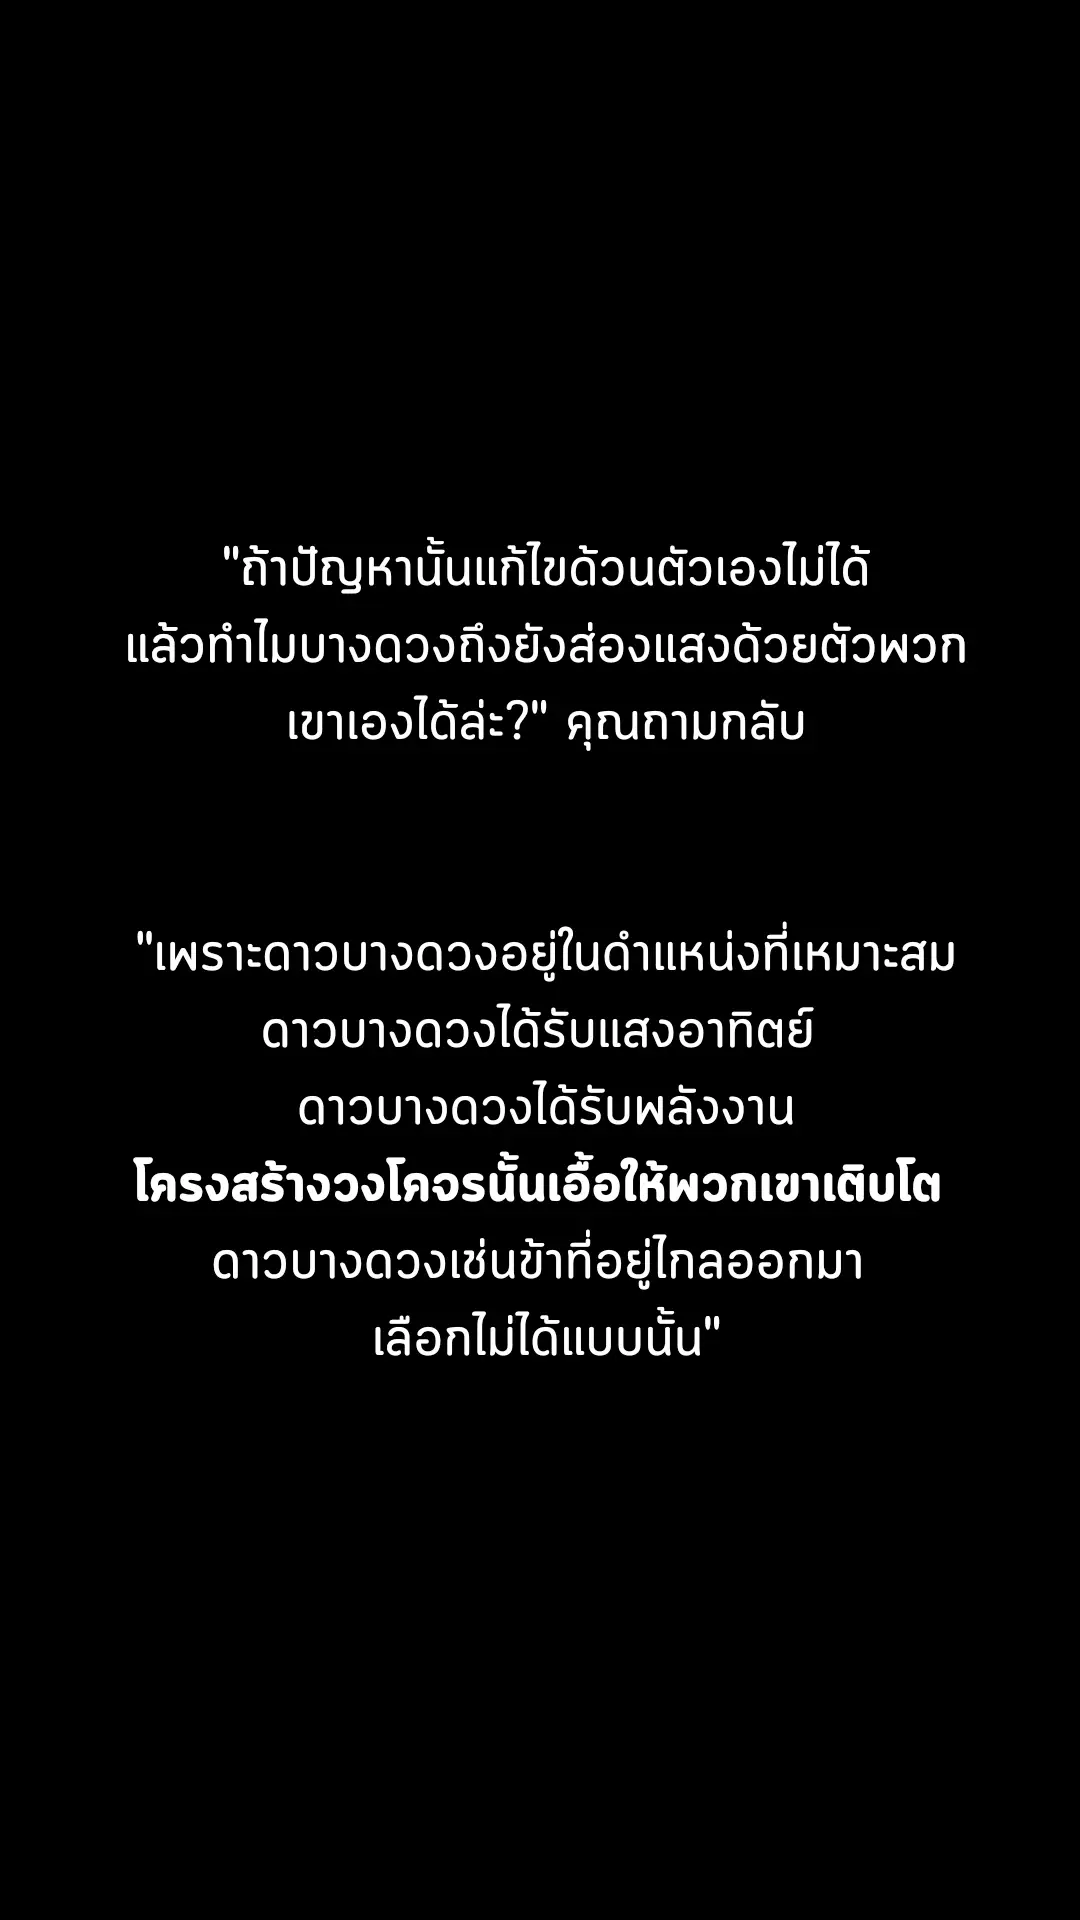 "ถ้าปัญหานั้นแก้ไขด้วนตัวเองไม่ได้
แล้วทำไมบางดวงถึงยังส่องแสงด้วยตัวพวก
เขาเองได้ล่ะ?" คุณถามกลับ
"เพราะดาวบางดวงอยู่ในดำแหน่งที่เหมาะสม
ดาวบางดวงได้รับแสงอาทิตย์
ดาวบางดวงได้รับพลังงาน
โครงสร้างวงโคจรนั้นเอื้อให้พวกเขาเติบโต
ดาวบางดวงเช่นข้าที่อยู่ไกลออกมา
เลือกไม่ได้แบบนั้น"